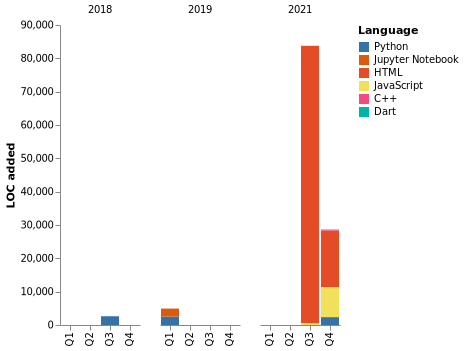 2018 2019 2021
Language
Python
Jupyter Notebook
HTML
JavaScript
C++
Dart
LOC added
90,000
80,000
70,000
60,000
50,000
40,000
30,000
20,000
10,000
0
Q1 Q2 Q3 Q4 Q1 Q2 Q3 Q4 Q1 Q2 Q3 Q4